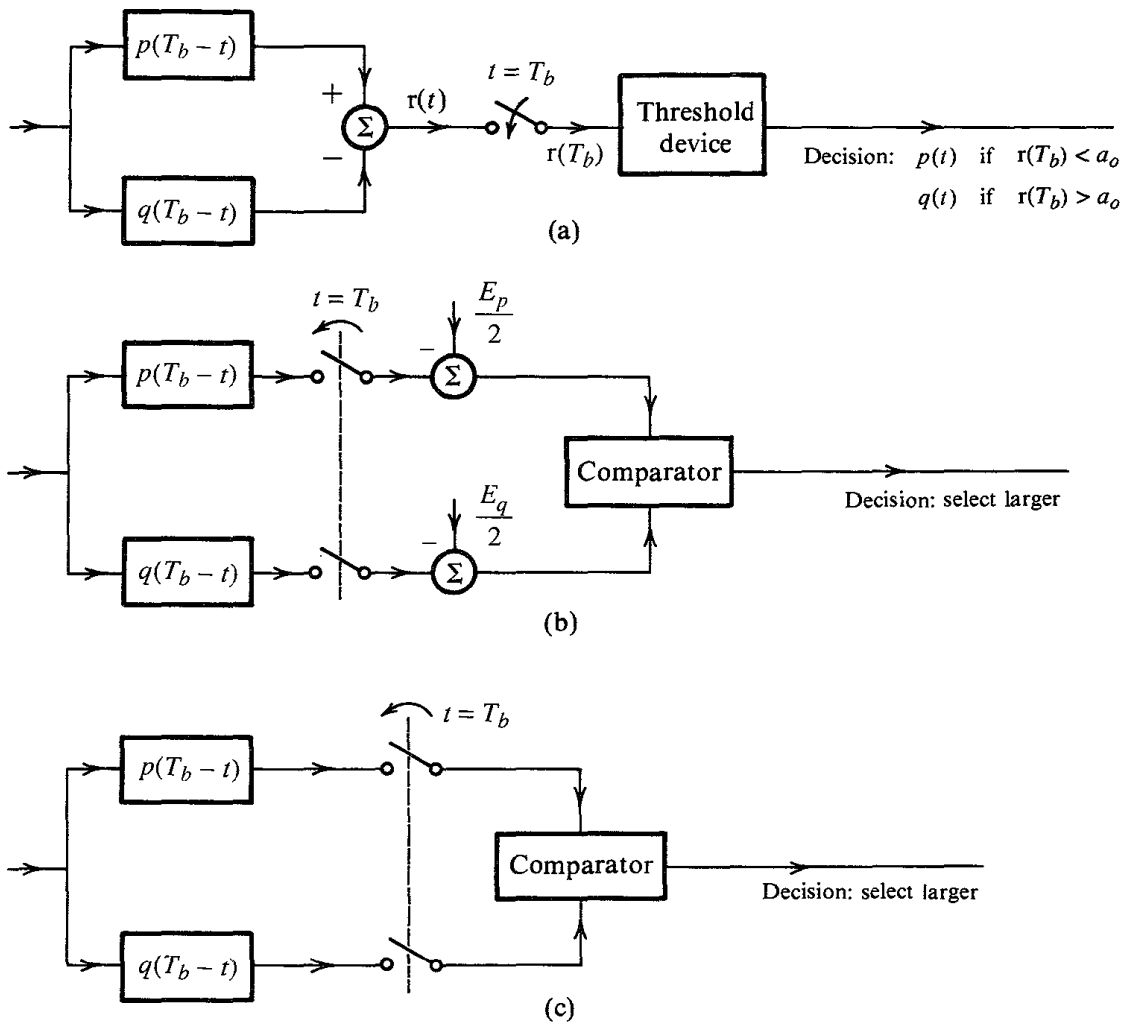 p(T_b − t)
+
Σ
−
r(t)
t = T_b
r(T_b)
Threshold
device
q(T_b − t)
Decision: p(t) if r(T_b) < a_o
q(t) if r(T_b) > a_o
(a)
t = T_b
p(T_b − t)
−
E_p
2
Σ
Comparator
Decision: select larger
q(T_b − t)
−
E_q
2
Σ
(b)
t = T_b
p(T_b − t)
Comparator
Decision: select larger
q(T_b − t)
(c)